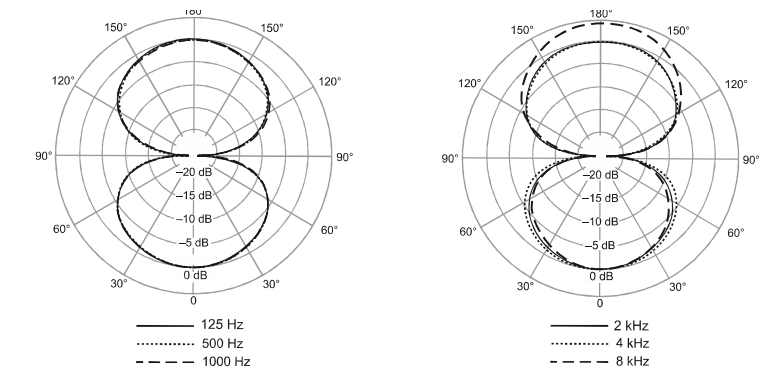 180°
150° 150°
120° 120°
90° 90°
–20 dB
–15 dB
–10 dB
–5 dB
60° 60°
0 dB
30° 30°
0
125 Hz
500 Hz
1000 Hz
180°
150° 150°
120° 120°
90° 90°
–20 dB
–15 dB
–10 dB
–5 dB
60° 60°
0 dB
30° 30°
0
2 kHz
4 kHz
8 kHz